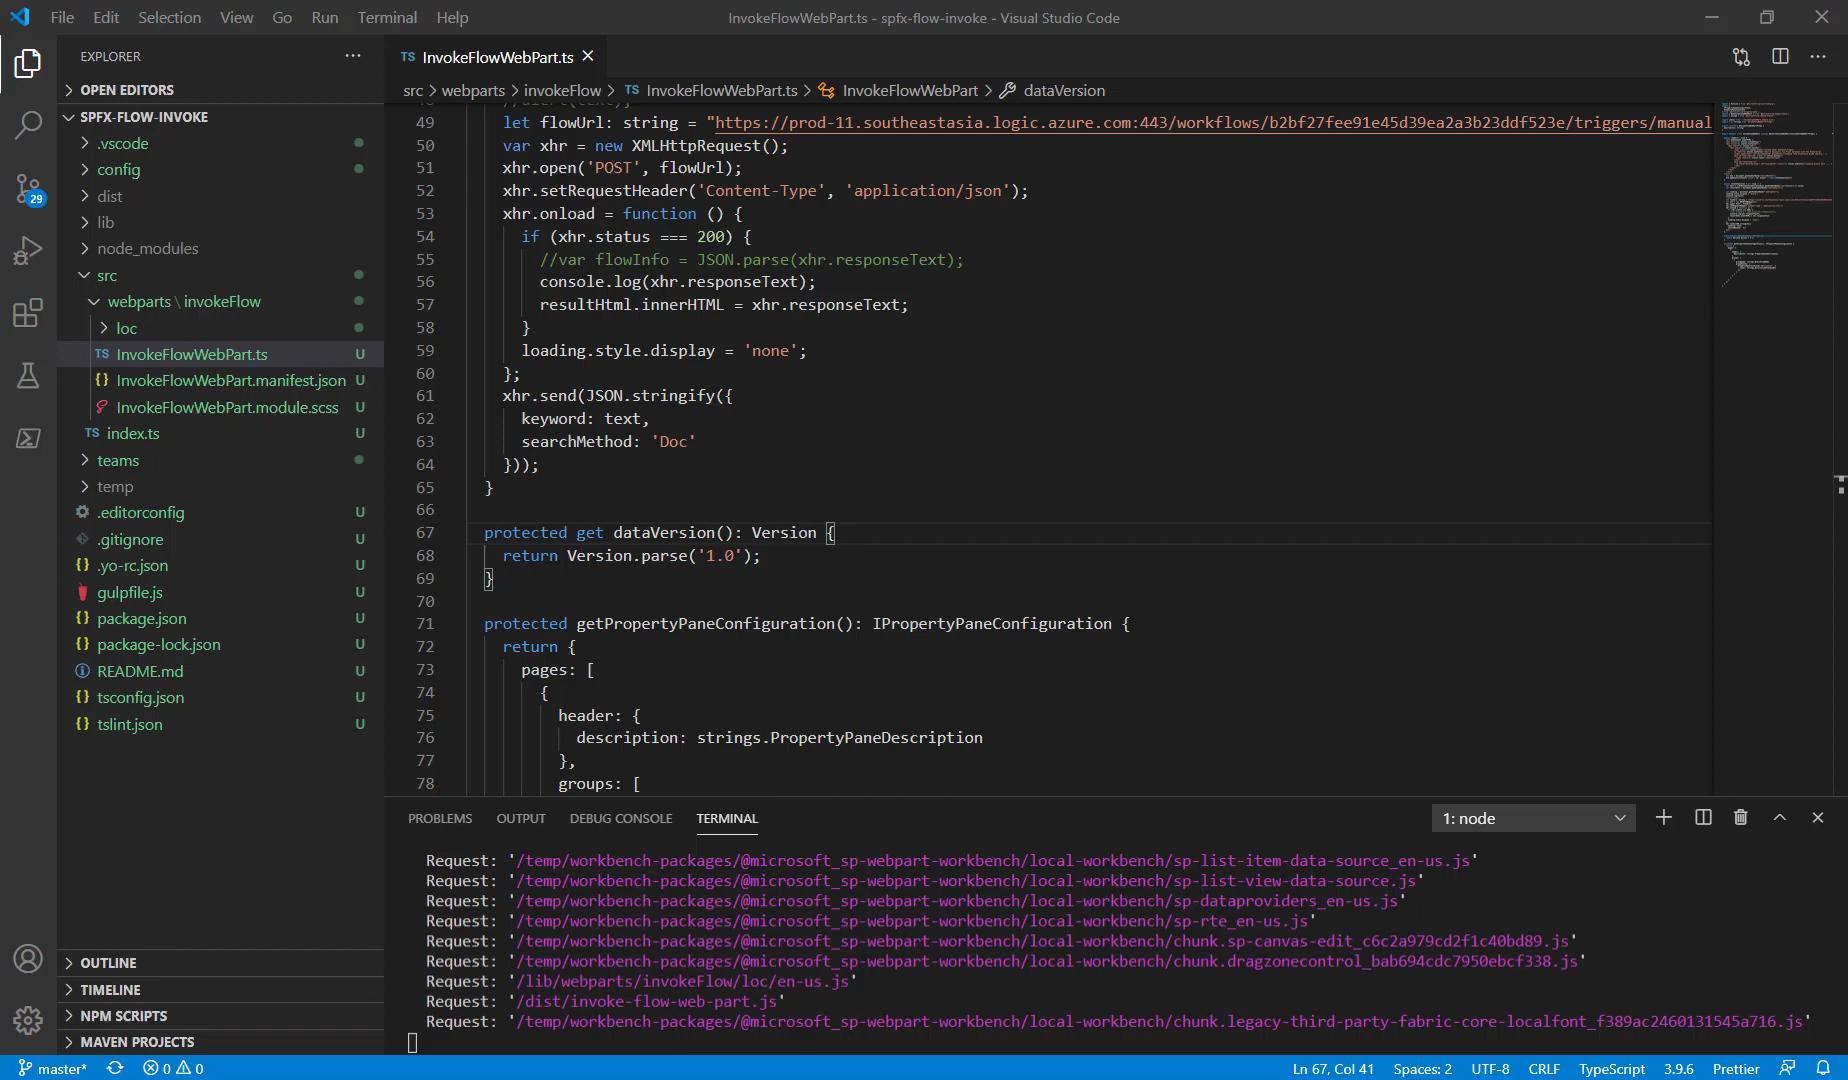 File Edit Selection View Go Run Terminal Help
InvokeFlowWebPart.ts - spfx-flow-invoke - Visual Studio Code
EXPLORER
OPEN EDITORS
SPFX-FLOW-INVOKE
.vscode
config
dist
lib
node_modules
src
webparts \ invokeFlow
loc
TS InvokeFlowWebPart.ts U
{} InvokeFlowWebPart.manifest.json U
InvokeFlowWebPart.module.scss U
TS index.ts U
teams
temp
.editorconfig U
.gitignore U
{} .yo-rc.json U
gulpfile.js U
{} package.json U
{} package-lock.json U
README.md U
{} tsconfig.json U
{} tslint.json U
OUTLINE
TIMELINE
NPM SCRIPTS
MAVEN PROJECTS
29
TS InvokeFlowWebPart.ts
src > webparts > invokeFlow > TS InvokeFlowWebPart.ts > InvokeFlowWebPart > dataVersion
48 //alert(text);
49 let flowUrl: string = "https://prod-11.southeastasia.logic.azure.com:443/workflows/b2bf27fee91e45d39ea2a3b23ddf523e/triggers/manual
50 var xhr = new XMLHttpRequest();
51 xhr.open('POST', flowUrl);
52 xhr.setRequestHeader('Content-Type', 'application/json');
53 xhr.onload = function () {
54 if (xhr.status === 200) {
55 //var flowInfo = JSON.parse(xhr.responseText);
56 console.log(xhr.responseText);
57 resultHtml.innerHTML = xhr.responseText;
58 }
59 loading.style.display = 'none';
60 };
61 xhr.send(JSON.stringify({
62 keyword: text,
63 searchMethod: 'Doc'
64 }));
65 }
66
67 protected get dataVersion(): Version {
68 return Version.parse('1.0');
69 }
70
71 protected getPropertyPaneConfiguration(): IPropertyPaneConfiguration {
72 return {
73 pages: [
74 {
75 header: {
76 description: strings.PropertyPaneDescription
77 },
78 groups: [
PROBLEMS OUTPUT DEBUG CONSOLE TERMINAL 1: node
Request: '/temp/workbench-packages/@microsoft_sp-webpart-workbench/local-workbench/sp-list-item-data-source_en-us.js'
Request: '/temp/workbench-packages/@microsoft_sp-webpart-workbench/local-workbench/sp-list-view-data-source.js'
Request: '/temp/workbench-packages/@microsoft_sp-webpart-workbench/local-workbench/sp-dataproviders_en-us.js'
Request: '/temp/workbench-packages/@microsoft_sp-webpart-workbench/local-workbench/sp-rte_en-us.js'
Request: '/temp/workbench-packages/@microsoft_sp-webpart-workbench/local-workbench/chunk.sp-canvas-edit_c6c2a979cd2f1c40bd89.js'
Request: '/temp/workbench-packages/@microsoft_sp-webpart-workbench/local-workbench/chunk.dragzonecontrol_bab694cdc7950ebcf338.js'
Request: '/lib/webparts/invokeFlow/loc/en-us.js'
Request: '/dist/invoke-flow-web-part.js'
Request: '/temp/workbench-packages/@microsoft_sp-webpart-workbench/local-workbench/chunk.legacy-third-party-fabric-core-localfont_f389ac2460131545a716.js'
master* 0 0 Ln 67, Col 41 Spaces: 2 UTF-8 CRLF TypeScript 3.9.6 Prettier